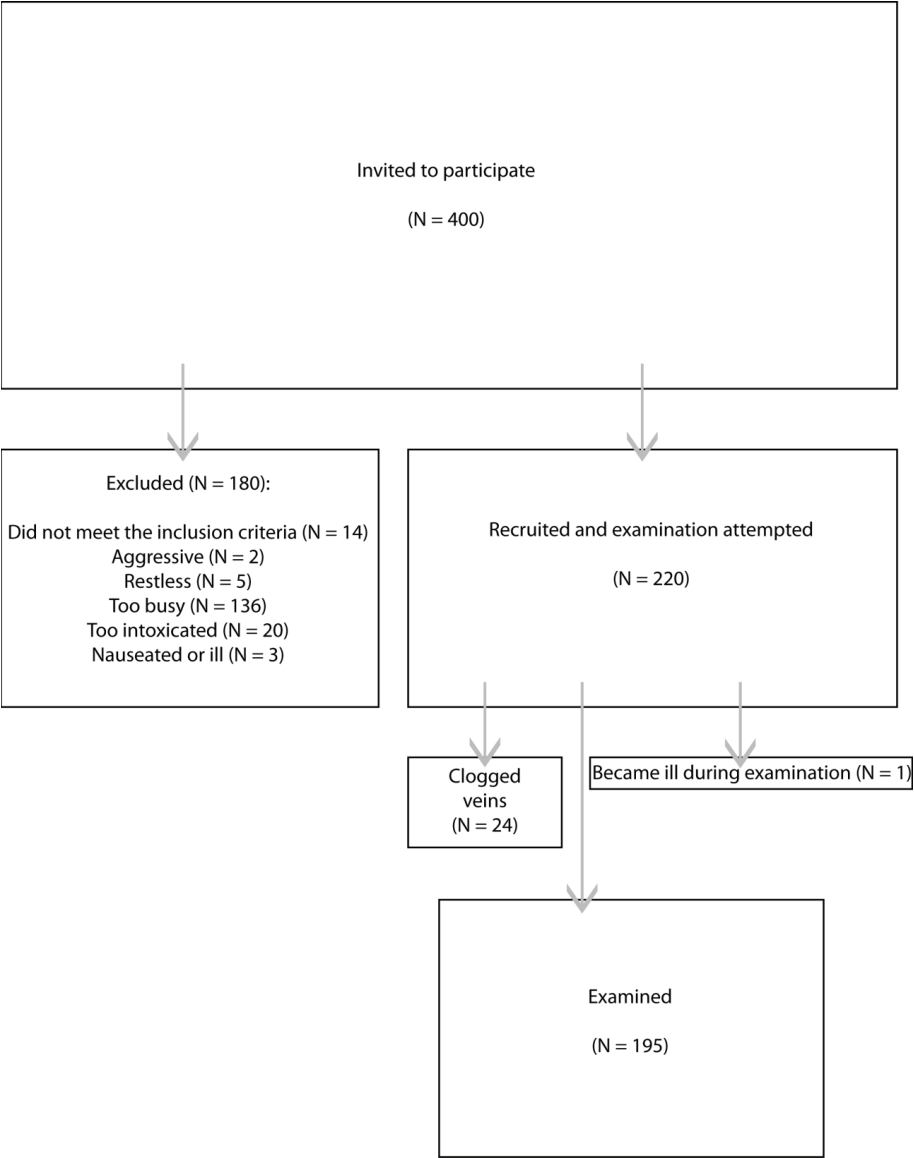 Invited to participate
(N = 400)
Excluded (N = 180):
Did not meet the inclusion criteria (N = 14)
Aggressive (N = 2)
Restless (N = 5)
Too busy (N = 136)
Too intoxicated (N = 20)
Nauseated or ill (N = 3)
Recruited and examination attempted
(N = 220)
Clogged
veins
(N = 24)
Became ill during examination (N = 1)
Examined
(N = 195)